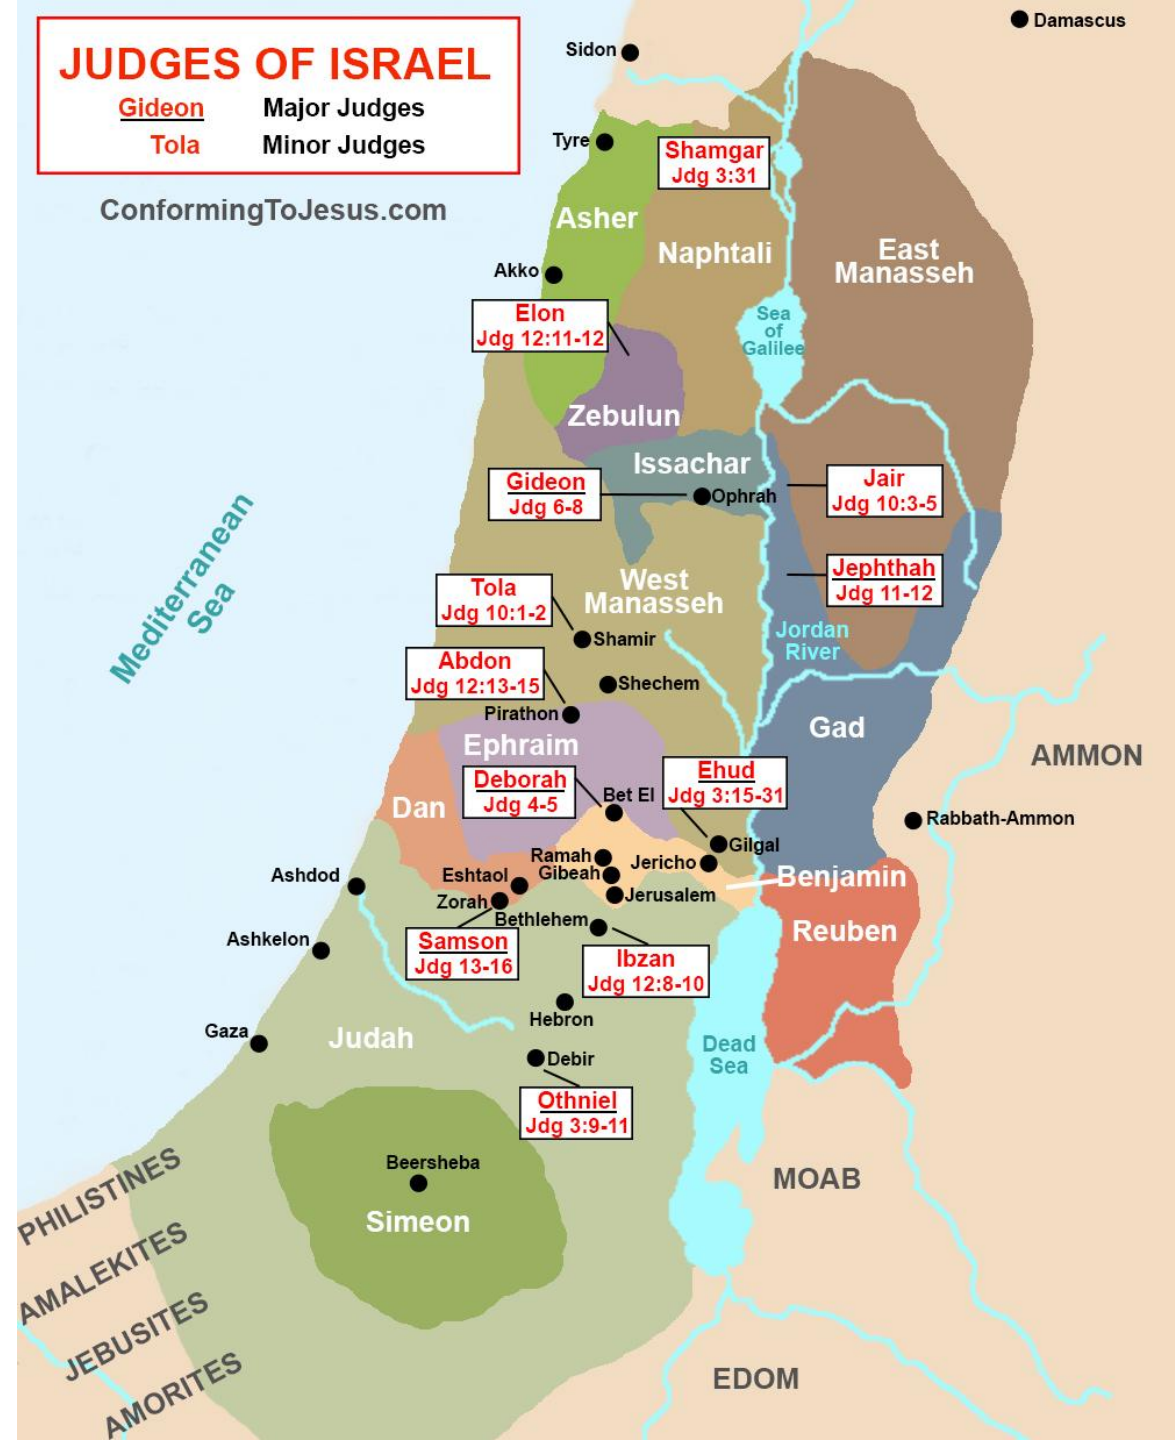 JUDGES OF ISRAEL
Gideon Major Judges
Tola Minor Judges
ConformingToJesus.com
Damascus
Sidon
Tyre
Shamgar
Jdg 3:31
Asher
Naphtali
East
Manasseh
Akko
Elon
Jdg 12:11-12
Sea
of
Galilee
Zebulun
Issachar
Gideon
Jdg 6-8
Ophrah
Jair
Jdg 10:3-5
Mediterranean
Sea
West
Manasseh
Jephthah
Jdg 11-12
Tola
Jdg 10:1-2
Shamir
Jordan
River
Abdon
Jdg 12:13-15
Shechem
Pirathon
Ephraim
Gad
AMMON
Deborah
Jdg 4-5
Bet El
Ehud
Jdg 3:15-31
Dan
Rabbath-Ammon
Gilgal
Ramah
Jericho
Gibeah
Benjamin
Eshtaol
Ashdod
Zorah
Jerusalem
Bethlehem
Reuben
Ashkelon
Samson
Jdg 13-16
Ibzan
Jdg 12:8-10
Hebron
Gaza
Judah
Dead
Sea
Debir
Othniel
Jdg 3:9-11
Beersheba
Simeon
MOAB
PHILISTINES
AMALEKITES
JEBUSITES
AMORITES
EDOM